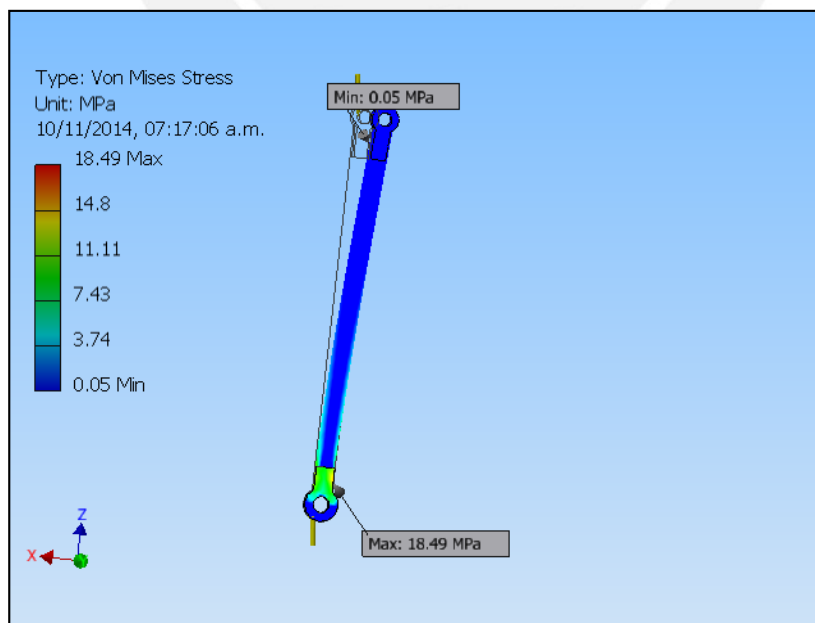 Type: Von Mises Stress
Unit: MPa
10/11/2014, 07:17:06 a.m.
18.49 Max
14.8
11.11
7.43
3.74
0.05 Min
Min: 0.05 MPa
Max: 18.49 MPa
Z
X